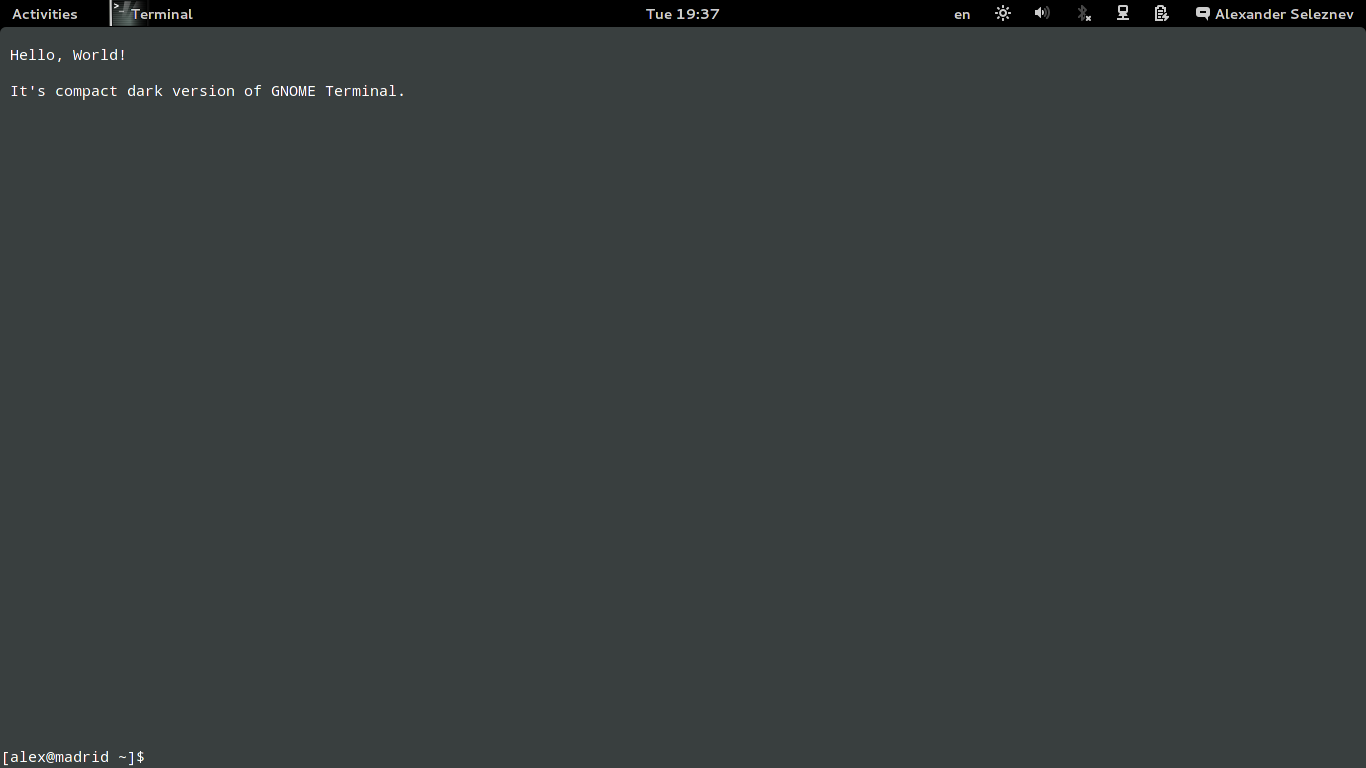 Activities
Terminal
Tue 19:37
en
Alexander Seleznev
Hello, World!
It's compact dark version of GNOME Terminal.
[alex@madrid ~]$